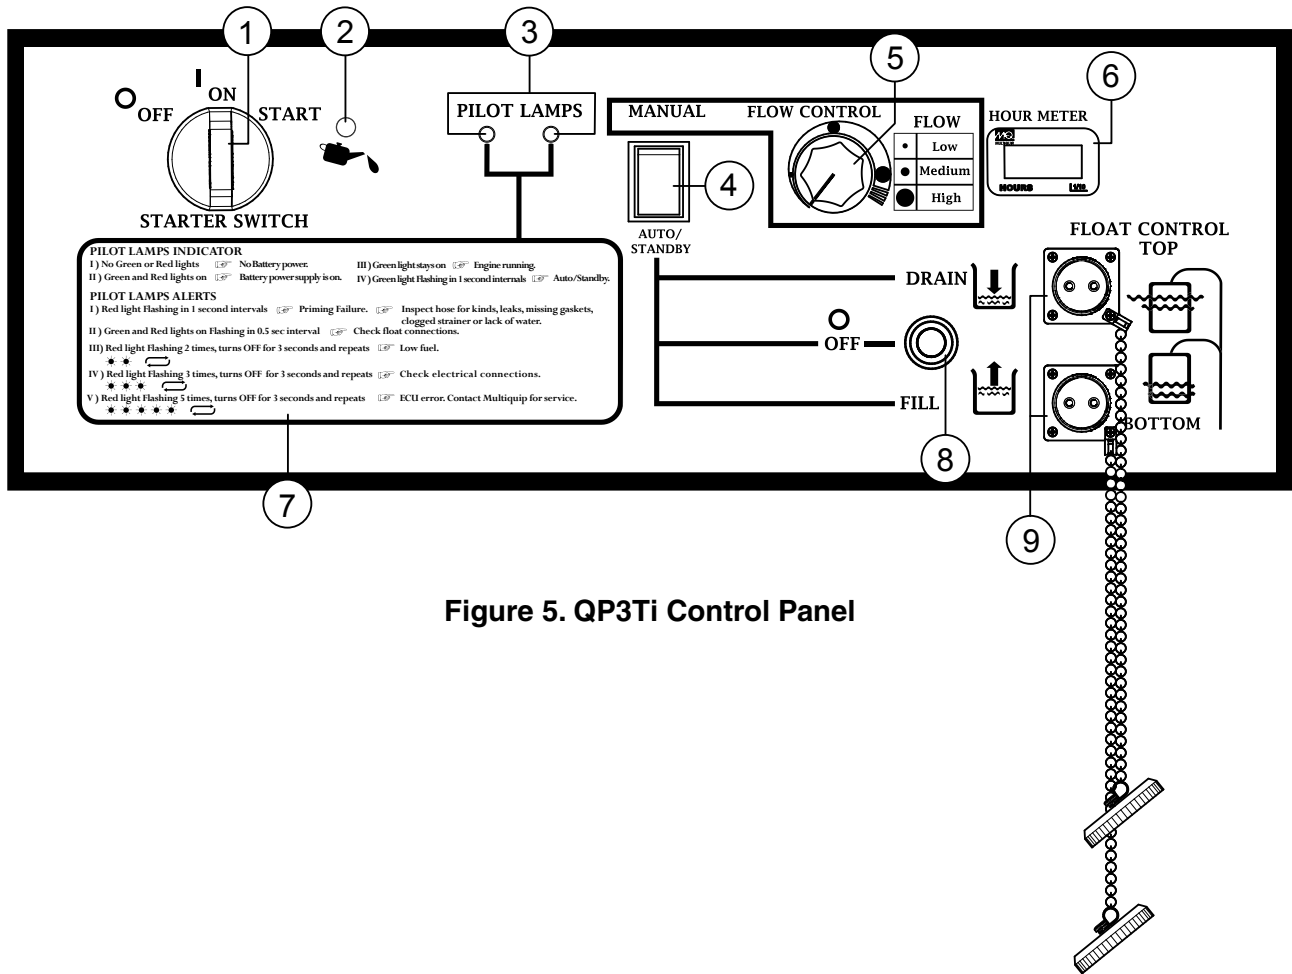 1
2
3
4
5
6
I
ON
OFF
START
STARTER SWITCH
PILOT LAMPS
MANUAL
FLOW CONTROL
FLOW
Low
Medium
High
HOUR METER
MQ
HOURS
1/10
AUTO/
STANDBY
PILOT LAMPS INDICATOR
I ) No Green or Red lights ☞ No Battery power.
II ) Green and Red lights on ☞ Battery power supply is on.
III ) Green light stays on ☞ Engine running.
IV ) Green light Flashing in 1 second internals ☞ Auto/Standby.
PILOT LAMPS ALERTS
I ) Red light Flashing in 1 second intervals ☞ Priming Failure. ☞ Inspect hose for kinds, leaks, missing gaskets,
clogged strainer or lack of water.
II ) Green and Red lights on Flashing in 0.5 sec interval ☞ Check float connections.
III) Red light Flashing 2 times, turns OFF for 3 seconds and repeats ☞ Low fuel.
IV ) Red light Flashing 3 times, turns OFF for 3 seconds and repeats ☞ Check electrical connections.
V ) Red light Flashing 5 times, turns OFF for 3 seconds and repeats ☞ ECU error. Contact Multiquip for service.
DRAIN
OFF
FILL
FLOAT CONTROL
TOP
BOTTOM
7
8
9
Figure 5. QP3Ti Control Panel